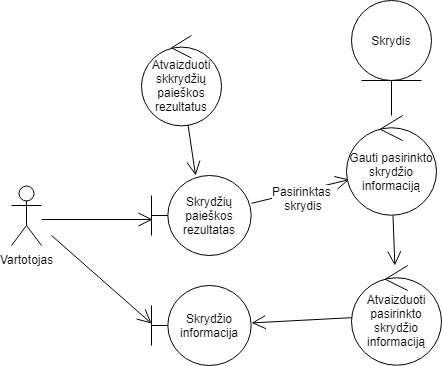 Skrydis
Atvaizduoti
skkrydžių
paieškos
rezultatus
Gauti pasirinkto
skrydžio
informaciją
Pasirinktas
skrydis
Skrydžių
paieškos
rezultatas
Vartotojas
Skrydžio
informacija
Atvaizduoti
pasirinkto
skrydžio
informaciją